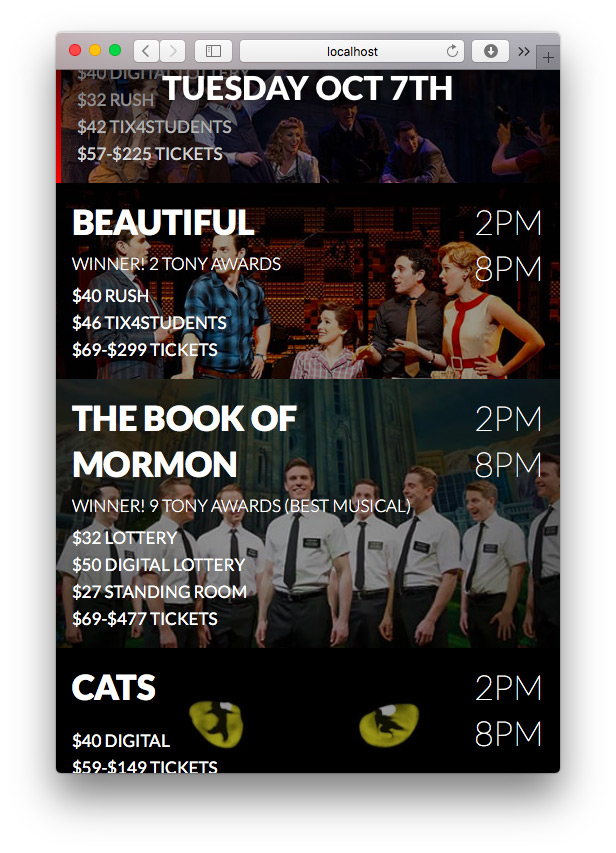 localhost
$40 DIGITAL LOTTERY
TUESDAY OCT 7TH
$32 RUSH
$42 TIX4STUDENTS
$57-$225 TICKETS
BEAUTIFUL
2PM
WINNER! 2 TONY AWARDS
8PM
$40 RUSH
$46 TIX4STUDENTS
$69-$299 TICKETS
THE BOOK OF
MORMON
2PM
8PM
WINNER! 9 TONY AWARDS (BEST MUSICAL)
$32 LOTTERY
$50 DIGITAL LOTTERY
$27 STANDING ROOM
$69-$477 TICKETS
CATS
2PM
8PM
$40 DIGITAL
$59-$149 TICKETS